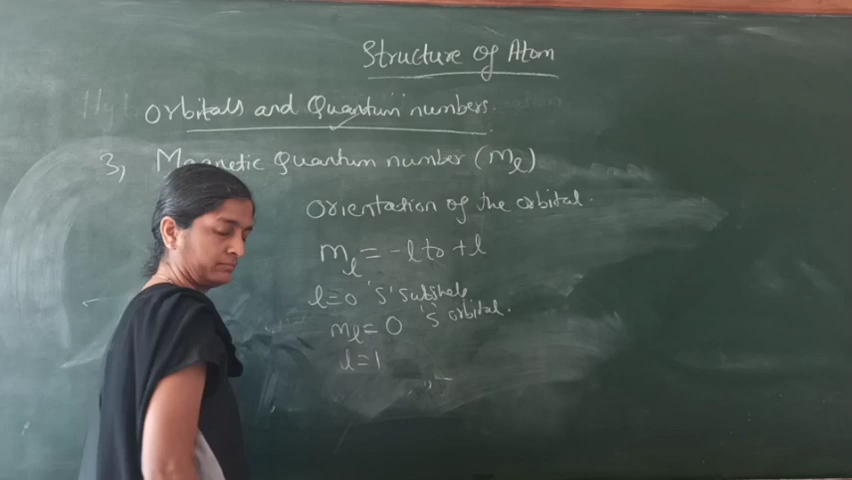 Structure of Atom
Orbitals and Quantum numbers.
3, Magnetic Quantum number (ml)
Orientation of the orbital.
ml = -l to +l
l=0 's' subshell
ml = 0 's orbital.
l=1